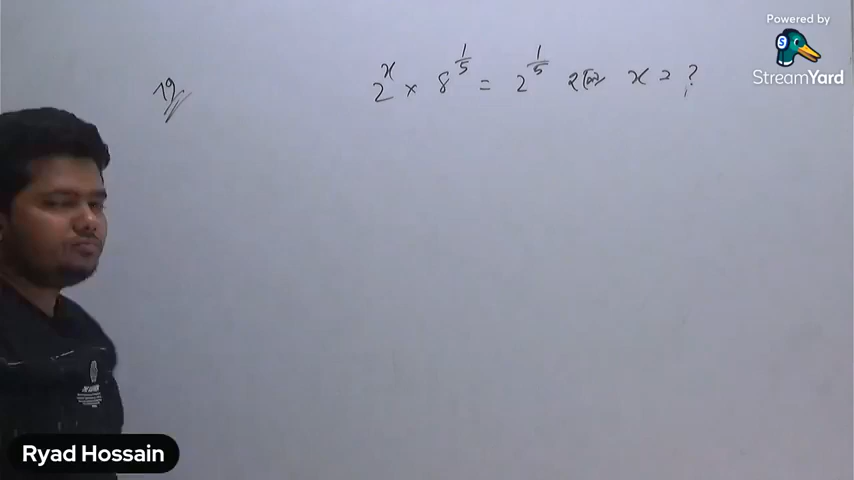 Powered by
StreamYard
19
2^x × 8^{1/5} = 2^{1/5} হলে x = ?
Ryad Hossain